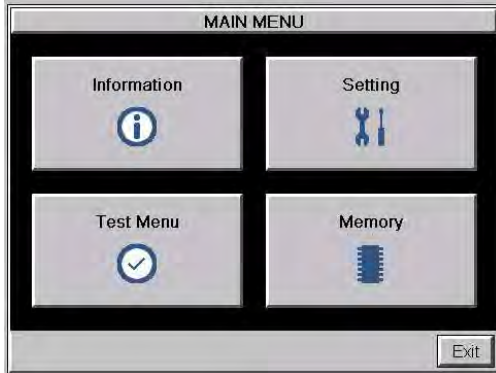 MAIN MENU
Information
Setting
Test Menu
Memory
Exit